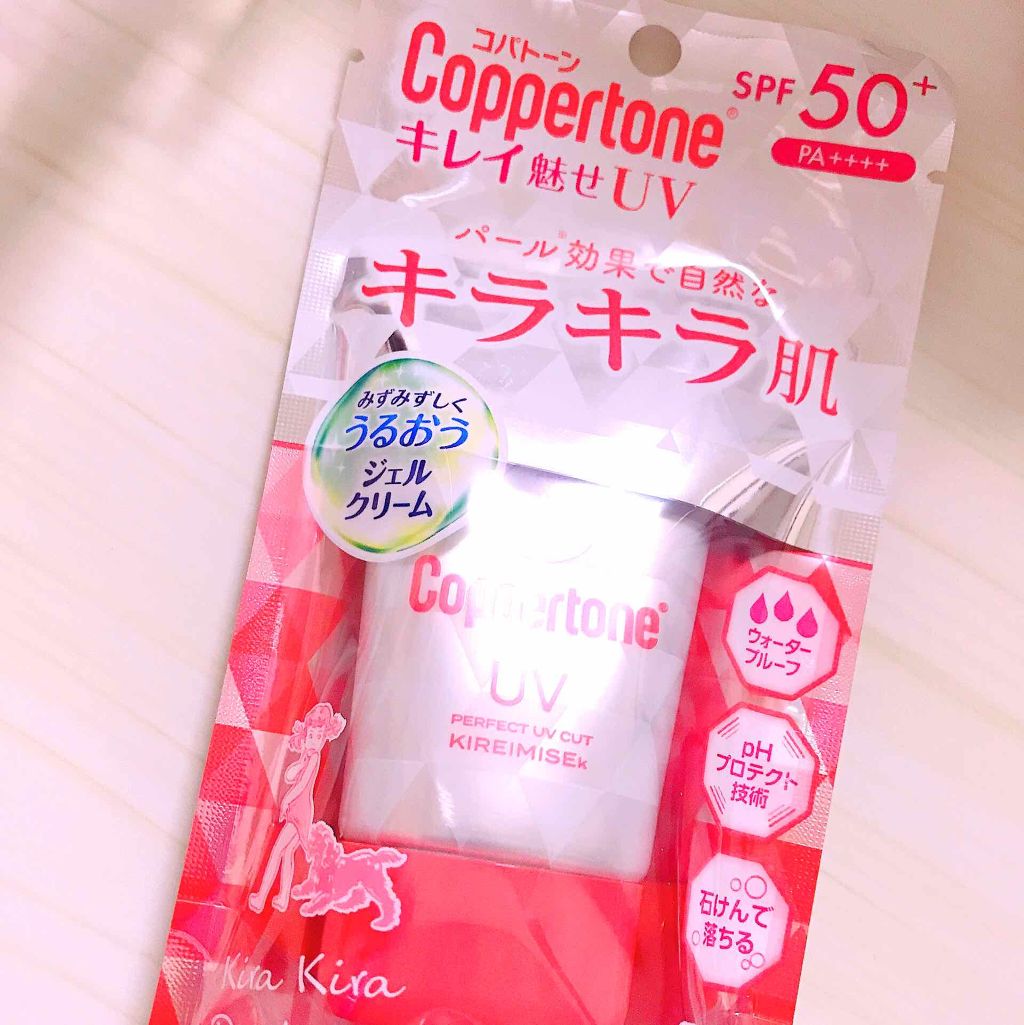 コパトーン
Coppertone®
キレイ魅せUV
SPF 50+
PA++++
パール※効果で自然な
キラキラ肌
みずみずしく
うるおう
ジェル
クリーム
Coppertone®
UV
PERFECT UV CUT
KIREIMISEk
ウォーター
プルーフ
pH
プロテクト
技術
石けんで
落ちる
Kira Kira